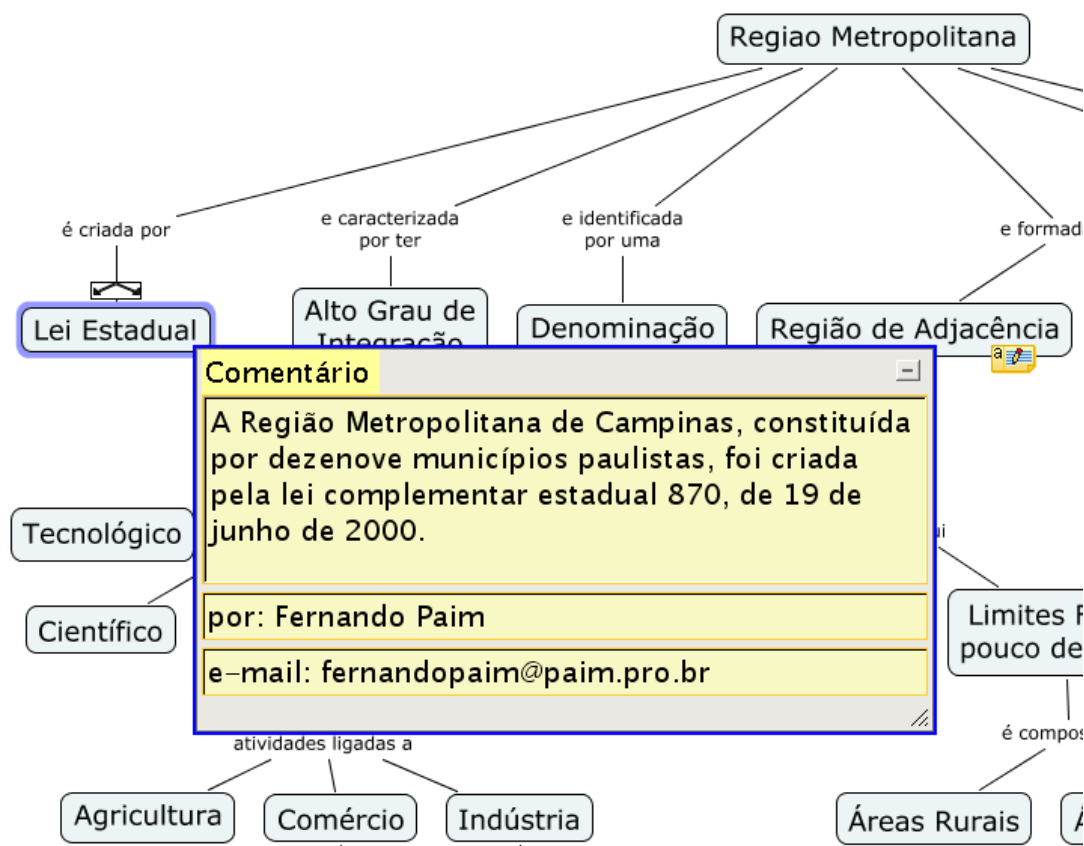 Regiao Metropolitana
é criada por
e caracterizada
por ter
e identificada
por uma
e formada
Lei Estadual
Alto Grau de
Integração
Denominação
Região de Adjacência
a
Comentário
A Região Metropolitana de Campinas, constituída
por dezenove municípios paulistas, foi criada
pela lei complementar estadual 870, de 19 de
junho de 2000.
por: Fernando Paim
e-mail: fernandopaim@paim.pro.br
Tecnológico
Científico
Limites
pouco de
é compos
atividades ligadas a
Agricultura
Comércio
Indústria
Áreas Rurais